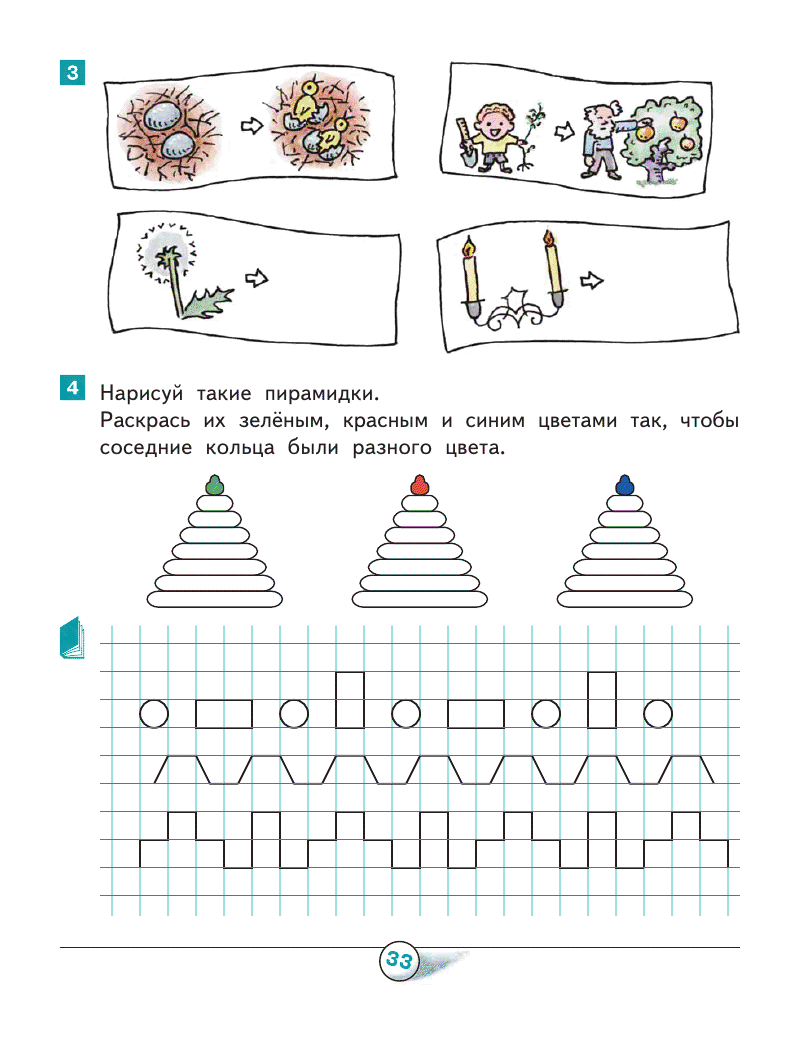 3
4
Нарисуй такие пирамидки.
Раскрась их зелёным, красным и синим цветами так, чтобы
соседние кольца были разного цвета.
33